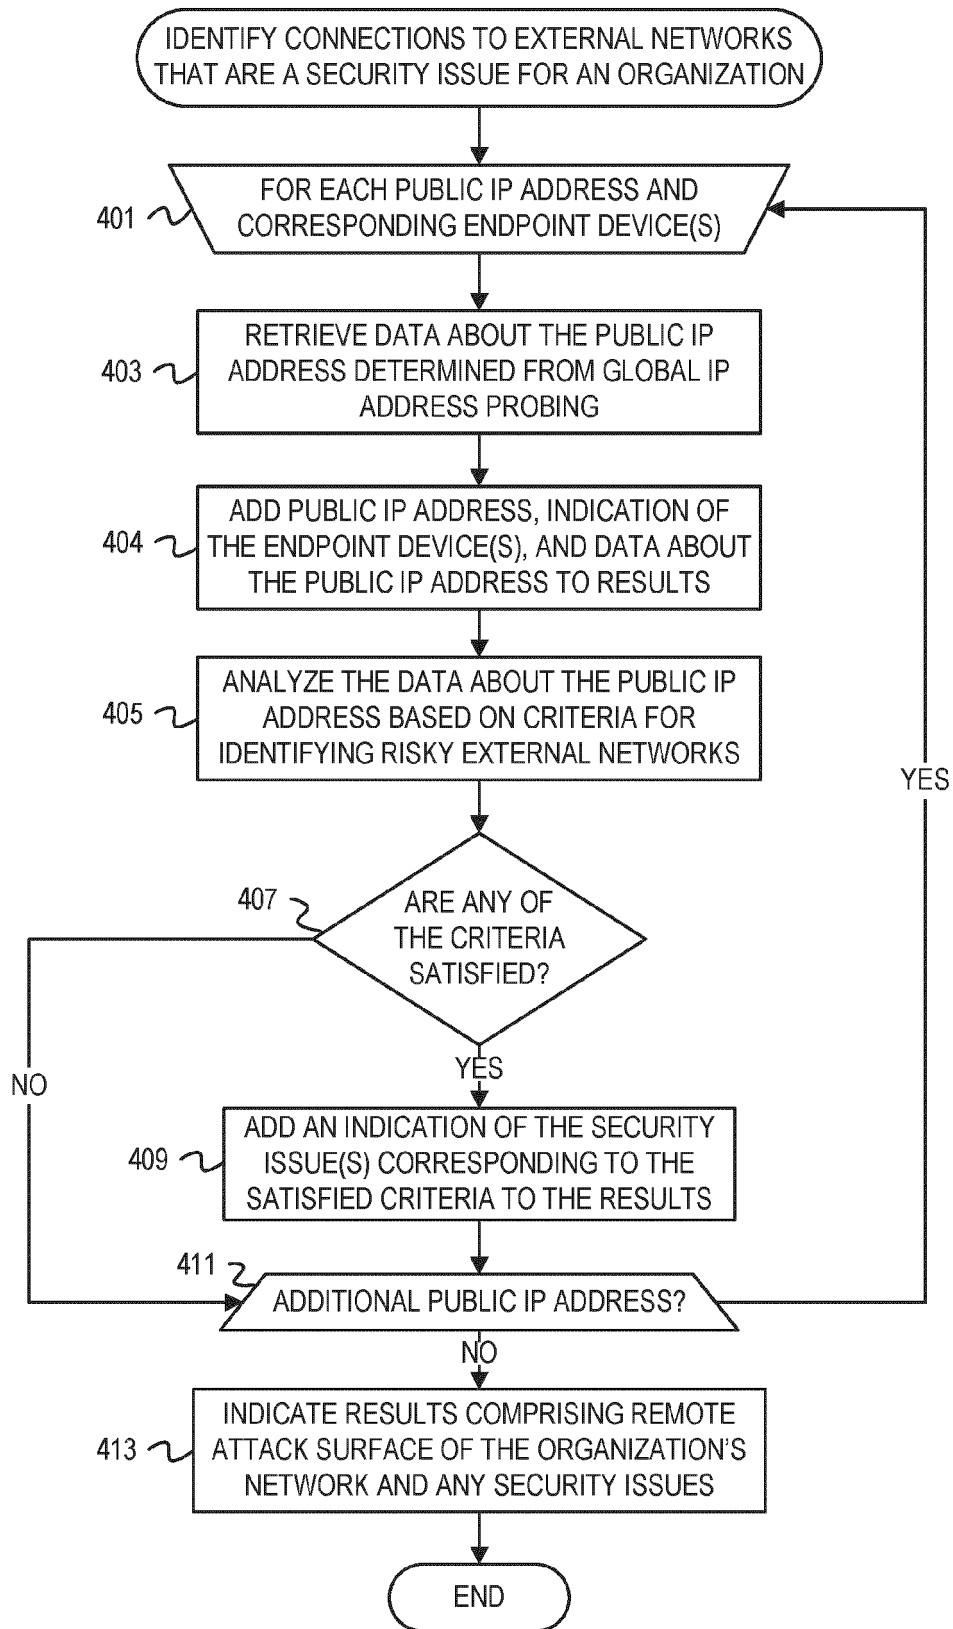 IDENTIFY CONNECTIONS TO EXTERNAL NETWORKS
THAT ARE A SECURITY ISSUE FOR AN ORGANIZATION
401
FOR EACH PUBLIC IP ADDRESS AND
CORRESPONDING ENDPOINT DEVICE(S)
403
RETRIEVE DATA ABOUT THE PUBLIC IP
ADDRESS DETERMINED FROM GLOBAL IP
ADDRESS PROBING
404
ADD PUBLIC IP ADDRESS, INDICATION OF
THE ENDPOINT DEVICE(S), AND DATA ABOUT
THE PUBLIC IP ADDRESS TO RESULTS
405
ANALYZE THE DATA ABOUT THE PUBLIC IP
ADDRESS BASED ON CRITERIA FOR
IDENTIFYING RISKY EXTERNAL NETWORKS
YES
407
ARE ANY OF
THE CRITERIA
SATISFIED?
YES
NO
409
ADD AN INDICATION OF THE SECURITY
ISSUE(S) CORRESPONDING TO THE
SATISFIED CRITERIA TO THE RESULTS
411
ADDITIONAL PUBLIC IP ADDRESS?
NO
413
INDICATE RESULTS COMPRISING REMOTE
ATTACK SURFACE OF THE ORGANIZATION'S
NETWORK AND ANY SECURITY ISSUES
END